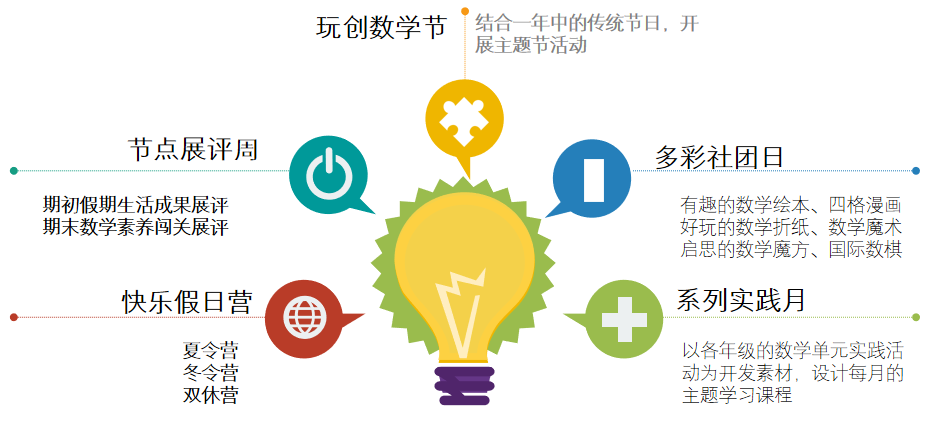 玩创数学节
结合一年中的传统节日，开
展主题节活动
节点展评周
期初假期生活成果展评
期末数学素养闯关展评
多彩社团日
有趣的数学绘本、四格漫画
好玩的数学折纸、数学魔术
启思的数学魔方、国际数棋
快乐假日营
夏令营
冬令营
双休营
系列实践月
以各年级的数学单元实践活
动为开发素材，设计每月的
主题学习课程